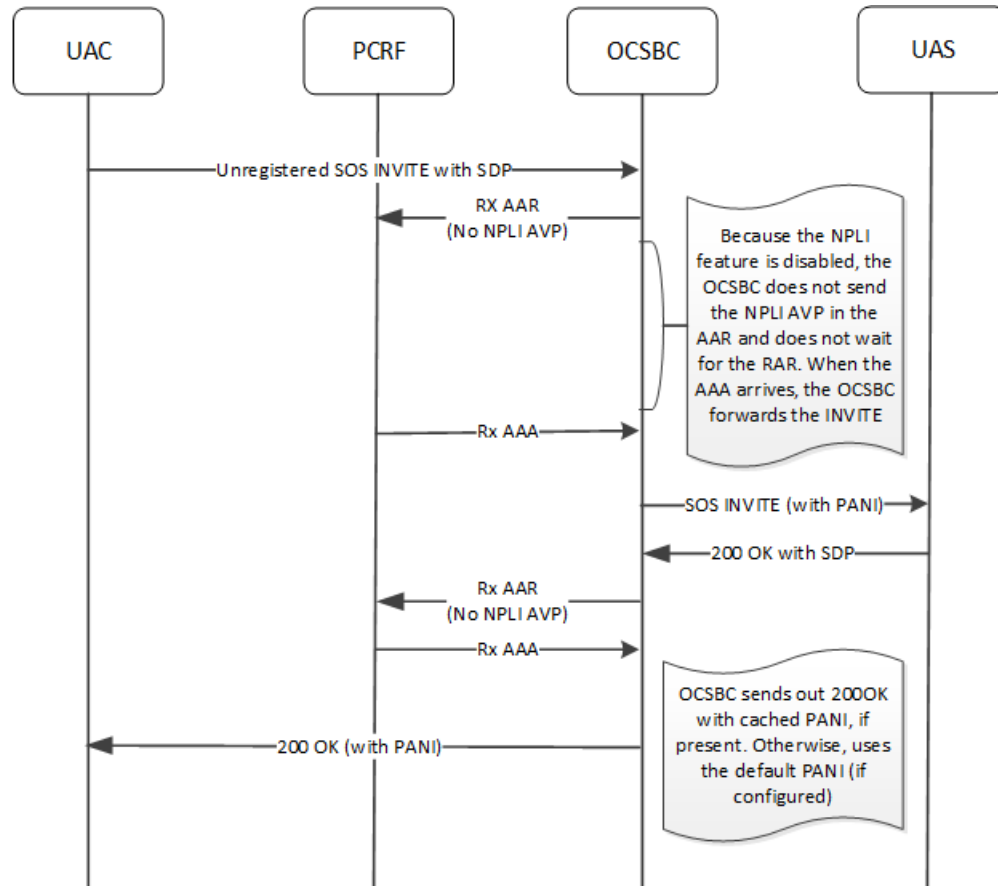 UAC
PCRF
OCSBC
UAS
Unregistered SOS INVITE with SDP
RX AAR
(No NPLI AVP)
Because the NPLI
feature is disabled, the
OCSBC does not send
the NPLI AVP in the
AAR and does not wait
for the RAR. When the
AAA arrives, the OCSBC
forwards the INVITE
Rx AAA
SOS INVITE (with PANI)
200 OK with SDP
Rx AAR
(No NPLI AVP)
Rx AAA
OCSBC sends out 200OK
with cached PANI, if
present. Otherwise, uses
the default PANI (if
configured)
200 OK (with PANI)